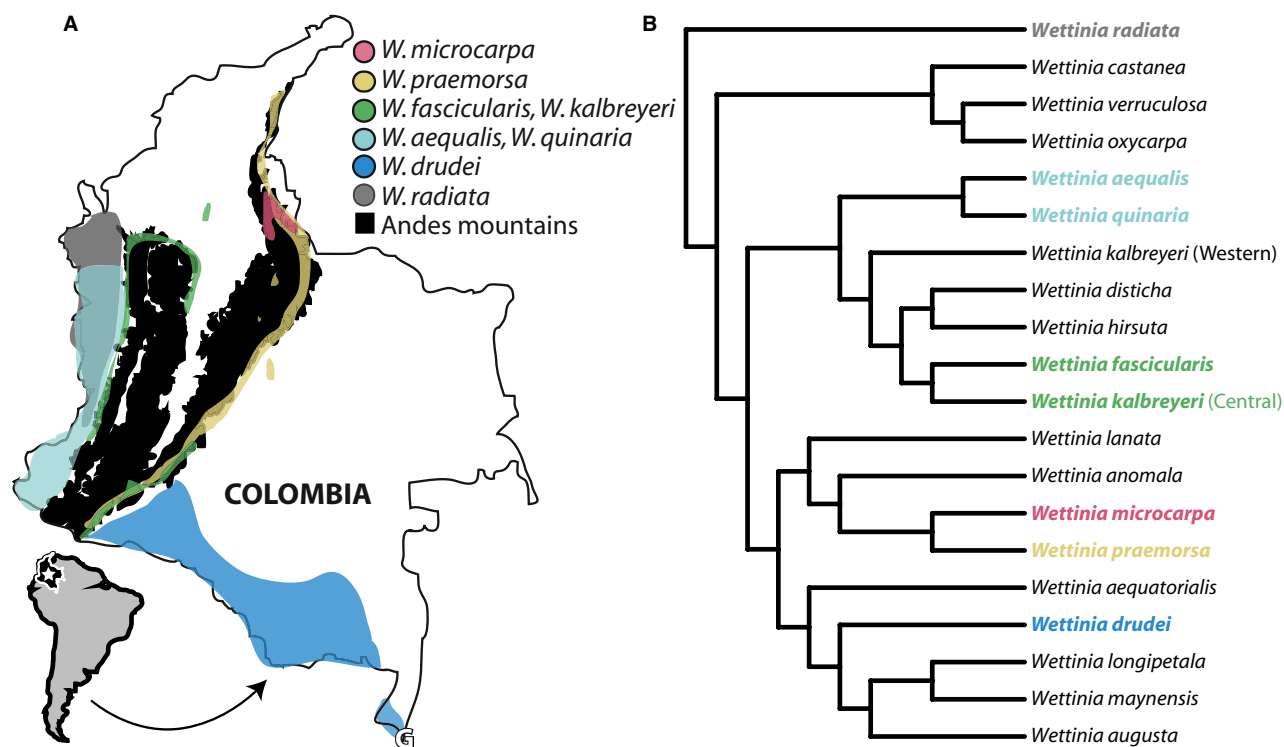 A
W. microcarpa
W. praemorsa
W. fascicularis, W. kalbreyeri
W. aequalis, W. quinaria
W. drudei
W. radiata
Andes mountains
COLOMBIA
G
B
Wettinia radiata
Wettinia castanea
Wettinia verruculosa
Wettinia oxycarpa
Wettinia aequalis
Wettinia quinaria
Wettinia kalbreyeri (Western)
Wettinia disticha
Wettinia hirsuta
Wettinia fascicularis
Wettinia kalbreyeri (Central)
Wettinia lanata
Wettinia anomala
Wettinia microcarpa
Wettinia praemorsa
Wettinia aequatorialis
Wettinia drudei
Wettinia longipetala
Wettinia maynensis
Wettinia augusta